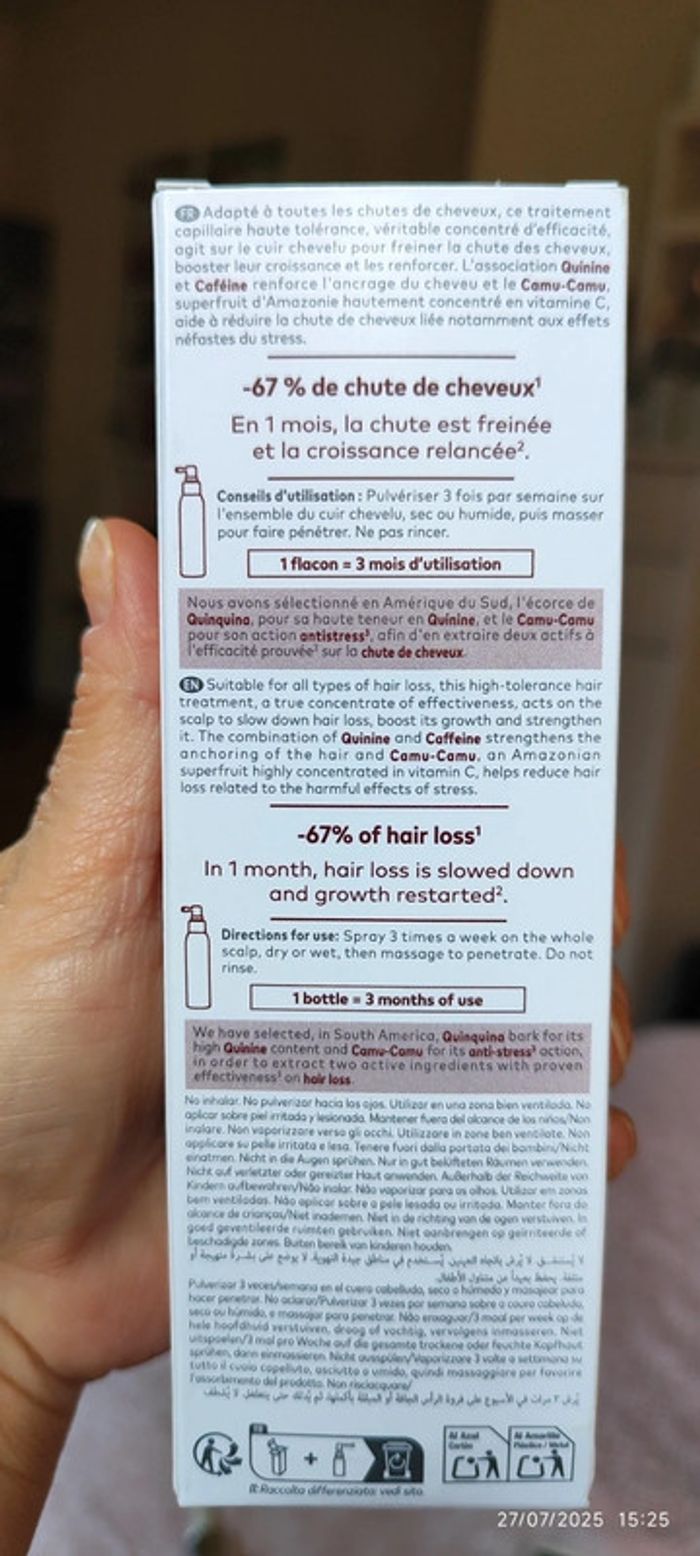 FR Adapté à toutes les chutes de cheveux, ce traitement
capillaire haute tolérance, véritable concentré d'efficacité,
agit sur le cuir chevelu pour freiner la chute des cheveux,
booster leur croissance et les renforcer. L'association Quinine
et Caféine renforce l'ancrage du cheveu et le Camu-Camu,
superfruit d'Amazonie hautement concentré en vitamine C,
aide à réduire la chute de cheveux liée notamment aux effets
néfastes du stress.
-67 % de chute de cheveux¹
En 1 mois, la chute est freinée
et la croissance relancée².
Conseils d'utilisation : Pulvériser 3 fois par semaine sur
l'ensemble du cuir chevelu, sec ou humide, puis masser
pour faire pénétrer. Ne pas rincer.
1 flacon = 3 mois d'utilisation
Nous avons sélectionné en Amérique du Sud, l'écorce de
Quinquina, pour sa haute teneur en Quinine, et le Camu-Camu
pour son action antistress³, afin d'en extraire deux actifs à
l'efficacité prouvée¹ sur la chute de cheveux.
EN Suitable for all types of hair loss, this high-tolerance hair
treatment, a true concentrate of effectiveness, acts on the
scalp to slow down hair loss, boost its growth and strengthen
it. The combination of Quinine and Caffeine strengthens the
anchoring of the hair and Camu-Camu, an Amazonian
superfruit highly concentrated in vitamin C, helps reduce hair
loss related to the harmful effects of stress.
-67% of hair loss¹
In 1 month, hair loss is slowed down
and growth restarted².
Directions for use: Spray 3 times a week on the whole
scalp, dry or wet, then massage to penetrate. Do not
rinse.
1 bottle = 3 months of use
We have selected, in South America, Quinquina bark for its
high Quinine content and Camu-Camu for its anti-stress³ action,
in order to extract two active ingredients with proven
effectiveness¹ on hair loss.
No inhalar. No pulverizar hacia los ojos. Utilizar en una zona bien ventilada. No
aplicar sobre piel irritada y lesionada. Mantener fuera del alcance de los niños/Non
inalare. Non vaporizzare verso gli occhi. Utilizzare in zone ben ventilate. Non
applicare su pelle irritata e lesa. Tenere fuori dalla portata dei bambini/Nicht
einatmen. Nicht in die Augen sprühen. Nur in gut belüfteten Räumen verwenden.
Nicht auf verletzter oder gereizter Haut anwenden. Außerhalb der Reichweite von
Kindern aufbewahren/Não inalar. Não vaporizar para os olhos. Utilizar em zonas
bem ventiladas. Não aplicar sobre a pele lesada ou irritada. Manter fora do
alcance de crianças/Niet inademen. Niet in de richting van de ogen verstuiven. In
goed geventileerde ruimten gebruiken. Niet aanbrengen op geïrriteerde of
beschadigde zones. Buiten bereik van kinderen houden.
Pulverizar 3 veces/semana en el cuero cabelludo, seco o húmedo y masajear para
hacer penetrar. No aclarar/Pulverizar 3 vezes por semana sobre o couro cabeludo,
seco ou húmido, e massajar para penetrar. Não enxaguar/3 maal per week op de
hele hoofdhuid verstuiven, droog of vochtig, vervolgens inmasseren. Niet
uitspoelen/3 mal pro Woche auf die gesamte trockene oder feuchte Kopfhaut
sprühen, dann einmassieren. Nicht ausspülen/Vaporizzare 3 volte a settimana su
tutto il cuoio capelluto, asciutto o umido, quindi massaggiare per favorire
l'assorbimento del prodotto. Non risciacquare/
FR
Al Azul
Cartón
Al Amarillo
Plástico / Metal
IT: Raccolta differenziata: vedi sito.
27/07/2025 15:25